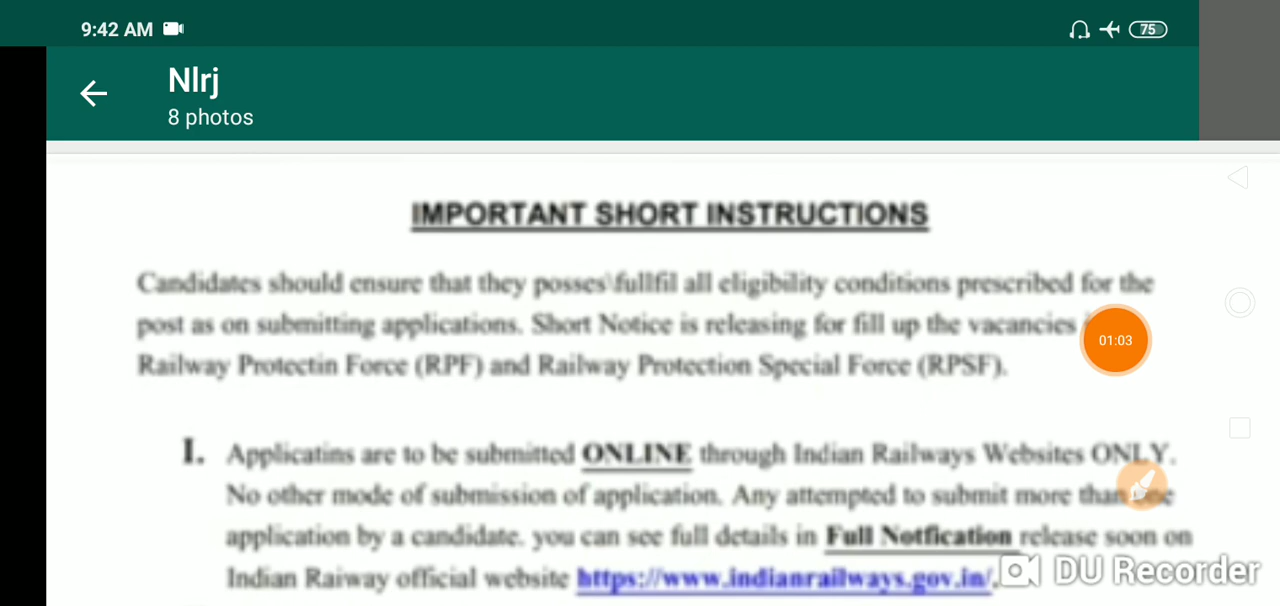 9:42 AM
75
Nlrj
8 photos
IMPORTANT SHORT INSTRUCTIONS
Candidates should ensure that they posses\fullfil all eligibility conditions prescribed for the
post as on submitting applications. Short Notice is releasing for fill up the vacancies
01:03
Railway Protectin Force (RPF) and Railway Protection Special Force (RPSF).
I. Applicatins are to be submitted ONLINE through Indian Railways Websites ONLY.
No other mode of submission of application. Any attempted to submit more than one
application by a candidate. you can see full details in Full Notfication release soon on
Indian Raiway official website https://www.indianrailways.gov.in/.
DU Recorder